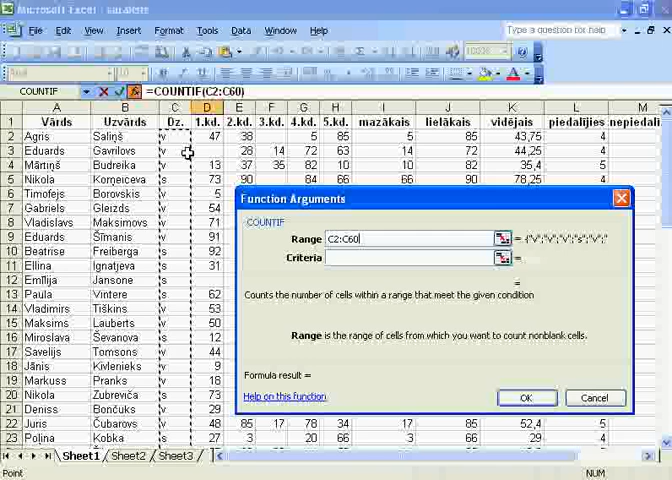 Microsoft Excel -
File Edit View Insert Format Tools Data Window Help Type a question for help
Arial 10
100%
COUNTIF =COUNTIF(C2:C60)
A B C D E F G H I J K L M
1 Vārds Uzvārds Dz. 1.kd. 2.kd. 3.kd. 4.kd. 5.kd. mazākais lielākais vidējais piedalījies nepiedal
2 Agris Saliņš v 47 38 5 85 5 85 43,75 4
3 Eduards Gavrilovs v 28 14 72 63 14 72 44,25 4
4 Mārtiņš Budreika v 13 37 35 82 10 10 82 35,4 5
5 Nikola Korņeičeva s 73 90 84 66 66 90 78,25 4
6 Timofejs Borovskis v 5
7 Gabriels Gleizds v 54
8 Vladislavs Maksimovs v 71
9 Eduards Šīmanis v 91
10 Beatrise Freiberga s 92
11 Elīna Ignatjeva s 31
12 Emīlija Jansone s
13 Paula Vintere s 62
14 Vladimirs Tiškins v 53
15 Maksims Lauberts v 50
16 Miroslava Ševanova s 12
17 Savelijs Tomsons v 44
18 Jānis Kivlenieks v 9
19 Markuss Pranks v 18
20 Nikola Zubreviča s 73
21 Deniss Bončuks v 29
22 Juris Čubarovs v 48 85 17 78 34 17 85 52,4 5
23 Poļina Kobka s 27 3 20 66 3 66 29 4
Function Arguments
COUNTIF
Range C2:C60 = {"v";"v";"v";"s";"v";"
Criteria =
=
Counts the number of cells within a range that meet the given condition
Range is the range of cells from which you want to count nonblank cells.
Formula result =
Help on this function OK Cancel
Sheet1 Sheet2 Sheet3
Point NUM